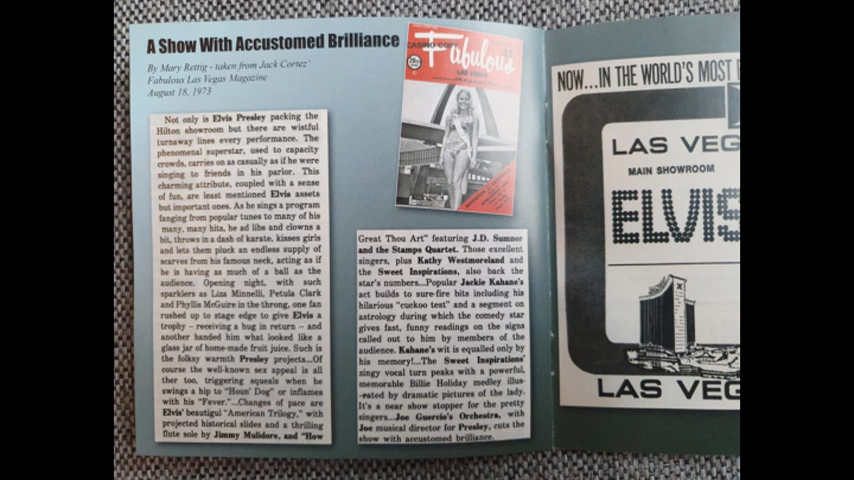 A Show With Accustomed Brilliance
By Mary Rettig - taken from Jack Cortez'
Fabulous Las Vegas Magazine
August 18, 1973
Not only is Elvis Presley packing the
Hilton showroom but there are wistful
turnaway lines every performance. The
phenomenal superstar, used to capacity
crowds, carries on as casually as if he were
singing to friends in his parlor. This
charming attribute, coupled with a sense
of fun, are least mentioned Elvis assets
but important ones. As he sings a program
fanging from popular tunes to many of his
many, many hits, he ad libs and clowns a
bit, throws in a dash of karate, kisses girls
and lets them pluck an endless supply of
scarves from his famous neck, acting as if
he is having as much of a ball as the
audience. Opening night, with such
sparklers as Liza Minnelli, Petula Clark
and Phyllis McGuire in the throng, one fan
rushed up to stage edge to give Elvis a
trophy – receiving a hug in return – and
another handed him what looked like a
glass jar of home-made fruit juice. Such is
the folksy warmth Presley projects...Of
course the well-known sex appeal is all
ther too, triggering squeals when he
swings a hip to "Houn' Dog" or inflames
with his "Fever."...Changes of pace are
Elvis' beautigul "American Trilogy," with
projected historical slides and a thrilling
flute sole by Jimmy Mulidore, and "How
CASINO
Fabulous
LAS VEGAS
Great Thou Art" featuring J.D. Sumner
and the Stamps Quartet. Those excellent
singers, plus Kathy Westmoreland and
the Sweet Inspirations, also back the
star's numbers...Popular Jackie Kahane's
act builds to sure-fire bits including his
hilarious "cuckoo test" and a segment on
astrology during which the comedy star
gives fast, funny readings on the signs
called out to him by members of the
audience. Kahane's wit is equalled only by
his memory!...The Sweet Inspirations'
zingy vocal turn peaks with a powerful,
memorable Billie Holiday medley illus-
-eated by dramatic pictures of the lady.
It's a near show stopper for the pretty
singers...Joe Guercio's Orchestra, with
Joe musical director for Presley, cuts the
show with accustomed brilliance.
NOW...IN THE WORLD'S MOST
LAS VEG
MAIN SHOWROOM
ELVIS
LAS VEG